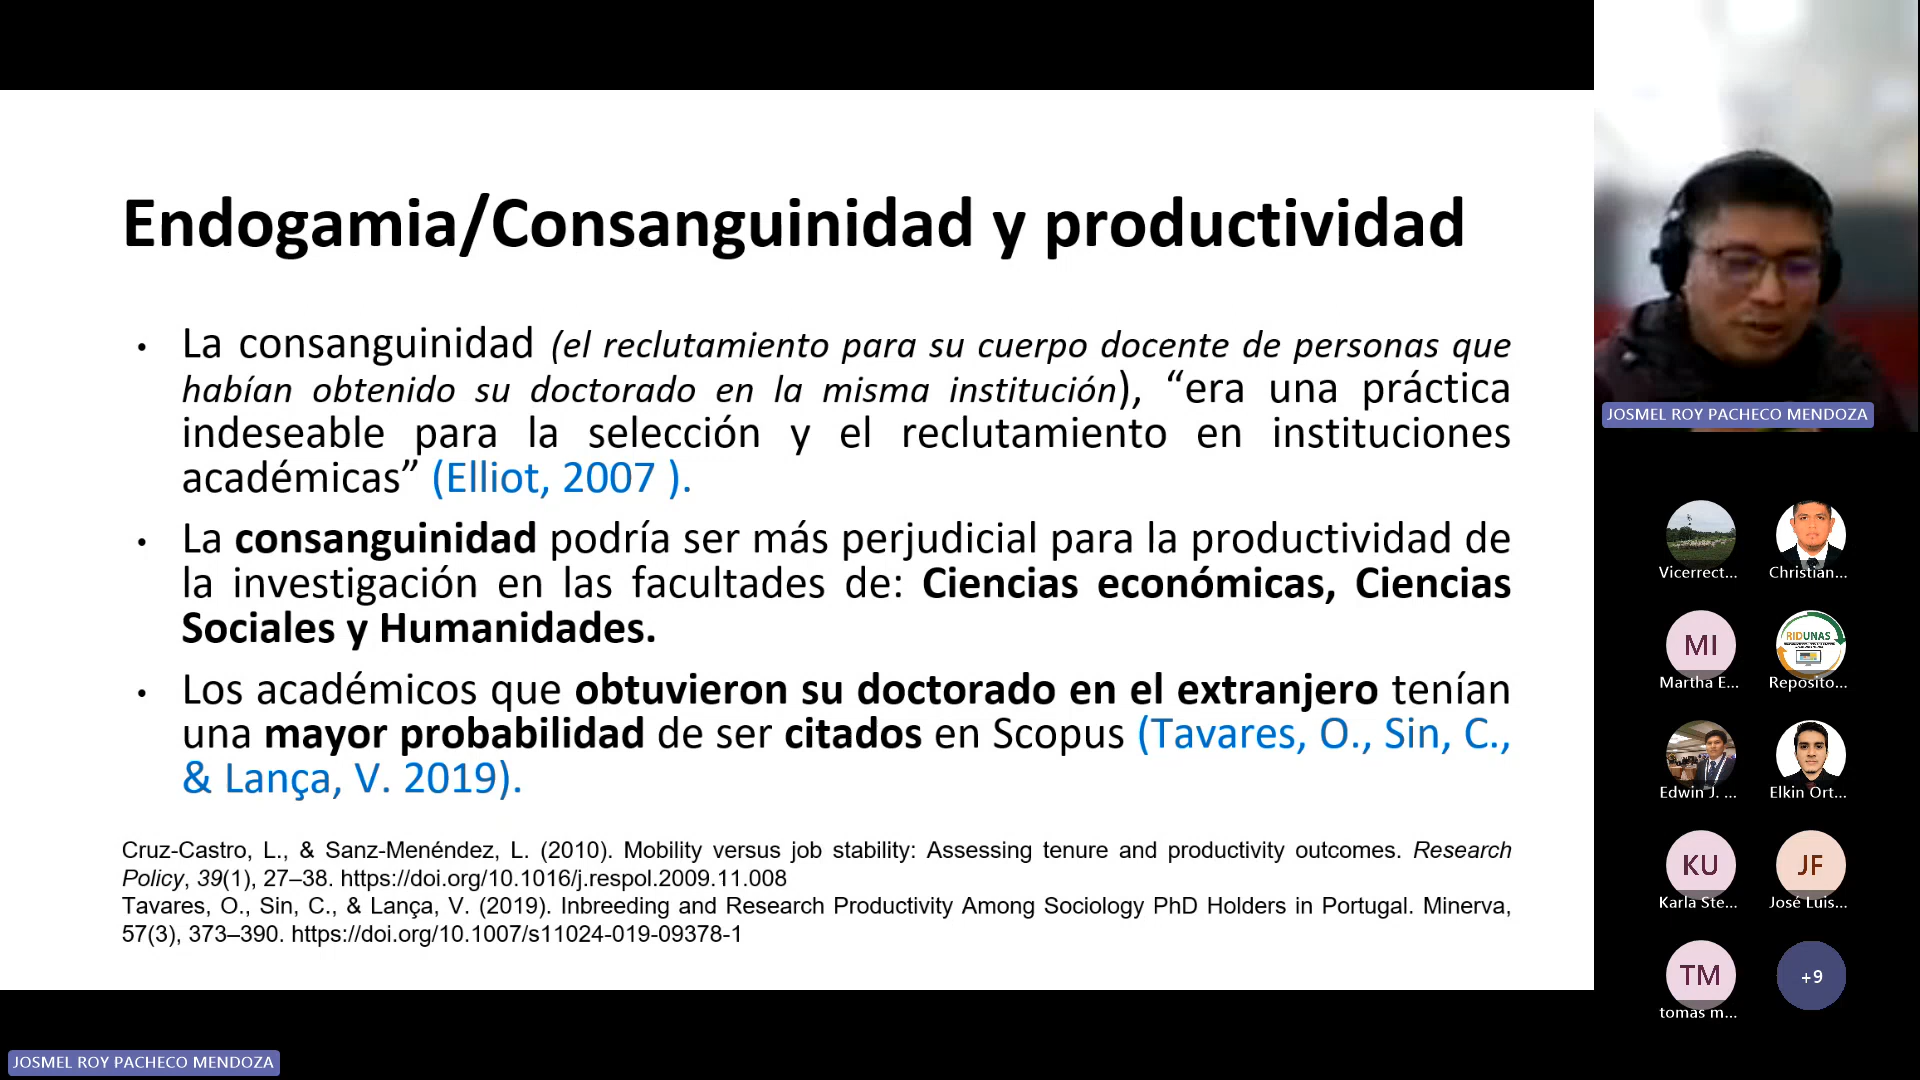 Endogamia/Consanguinidad y productividad
• La consanguinidad (el reclutamiento para su cuerpo docente de personas que
habían obtenido su doctorado en la misma institución), “era una práctica
indeseable para la selección y el reclutamiento en instituciones
académicas” (Elliot, 2007 ).
• La consanguinidad podría ser más perjudicial para la productividad de
la investigación en las facultades de: Ciencias económicas, Ciencias
Sociales y Humanidades.
• Los académicos que obtuvieron su doctorado en el extranjero tenían
una mayor probabilidad de ser citados en Scopus (Tavares, O., Sin, C.,
& Lança, V. 2019).
Cruz-Castro, L., & Sanz-Menéndez, L. (2010). Mobility versus job stability: Assessing tenure and productivity outcomes. Research
Policy, 39(1), 27–38. https://doi.org/10.1016/j.respol.2009.11.008
Tavares, O., Sin, C., & Lança, V. (2019). Inbreeding and Research Productivity Among Sociology PhD Holders in Portugal. Minerva,
57(3), 373–390. https://doi.org/10.1007/s11024-019-09378-1
JOSMEL ROY PACHECO MENDOZA
Vicerrect...
Christian...
MI
Martha E...
RIDUNAS
Reposito...
Edwin J. ...
Elkin Ort...
KU
Karla Ste...
JF
José Luis...
TM
tomas m...
+9
JOSMEL ROY PACHECO MENDOZA